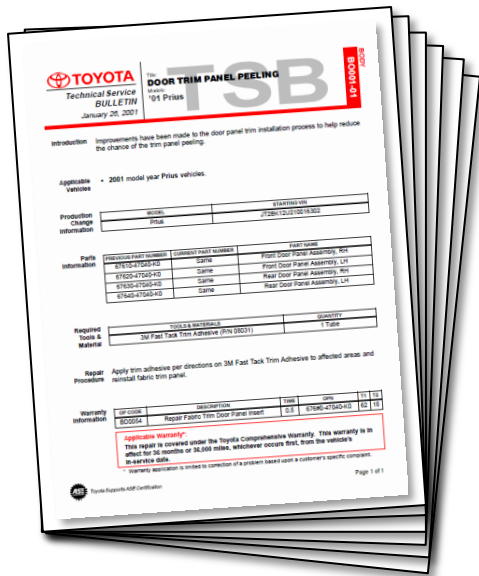 TOYOTA
Technical Service
BULLETIN
January 26, 2001
TSB
Title:
DOOR TRIM PANEL PEELING
Models:
'01 Prius
BODY
BO001-01
Introduction Improvements have been made to the door panel trim installation process to help reduce
the chance of the trim panel peeling.
Applicable
Vehicles
• 2001 model year Prius vehicles.
Production
Change
Information
MODEL STARTING VIN
Prius JT2BK12U210016302
Parts
Information
PREVIOUS PART NUMBER CURRENT PART NUMBER PART NAME
67610-47040-K0 Same Front Door Panel Assembly, RH
67620-47040-K0 Same Front Door Panel Assembly, LH
67630-47040-K0 Same Rear Door Panel Assembly, RH
67640-47040-K0 Same Rear Door Panel Assembly, LH
Required
Tools &
Material
TOOLS & MATERIALS QUANTITY
3M Fast Tack Trim Adhesive (P/N 08031) 1 Tube
Repair
Procedure
Apply trim adhesive per directions on 3M Fast Tack Trim Adhesive to affected areas and
reinstall fabric trim panel.
Warranty
Information
OP CODE DESCRIPTION TIME OPN T1 T2
BD0054 Repair Fabric Trim Door Panel Insert 0.5 676#0-47040-K0 62 16
Applicable Warranty*:
This repair is covered under the Toyota Comprehensive Warranty. This warranty is in
effect for 36 months or 36,000 miles, whichever occurs first, from the vehicle's
in-service date.
* Warranty application is limited to correction of a problem based upon a customer's specific complaint.
ASE
Toyota Supports ASE Certification
Page 1 of 1